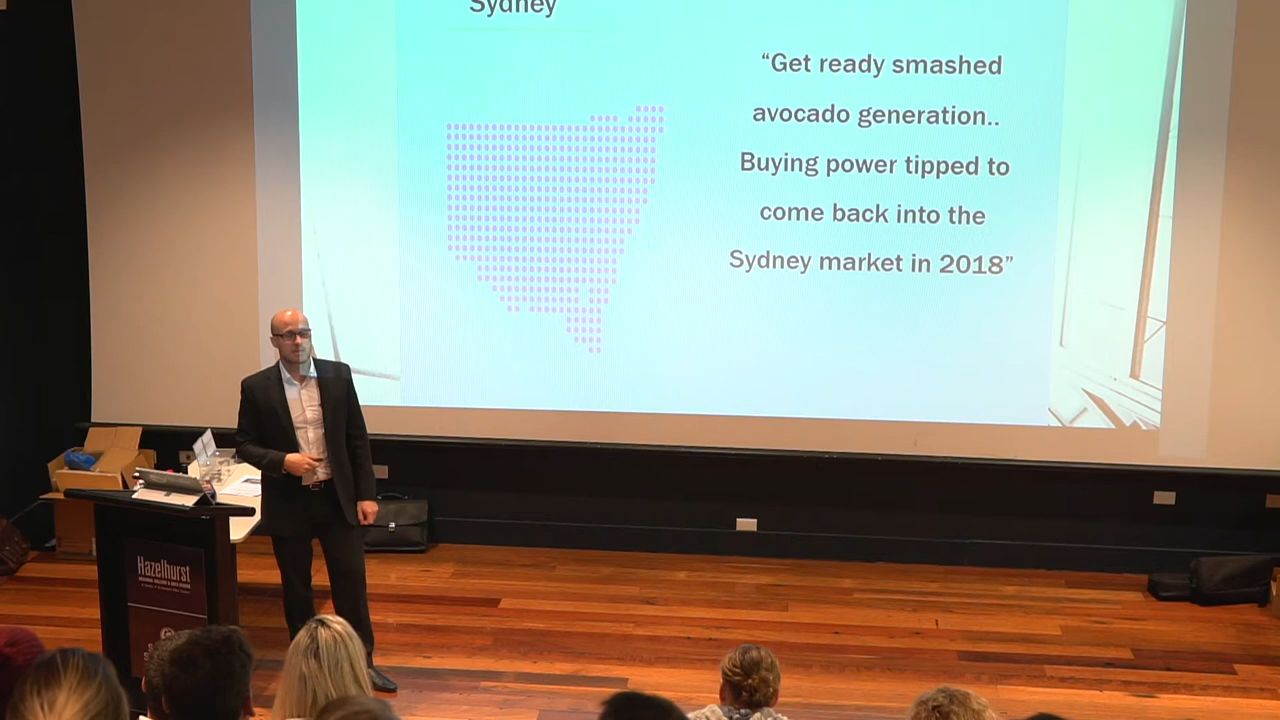 Sydney
“Get ready smashed
avocado generation..
Buying power tipped to
come back into the
Sydney market in 2018”
Hazelhurst